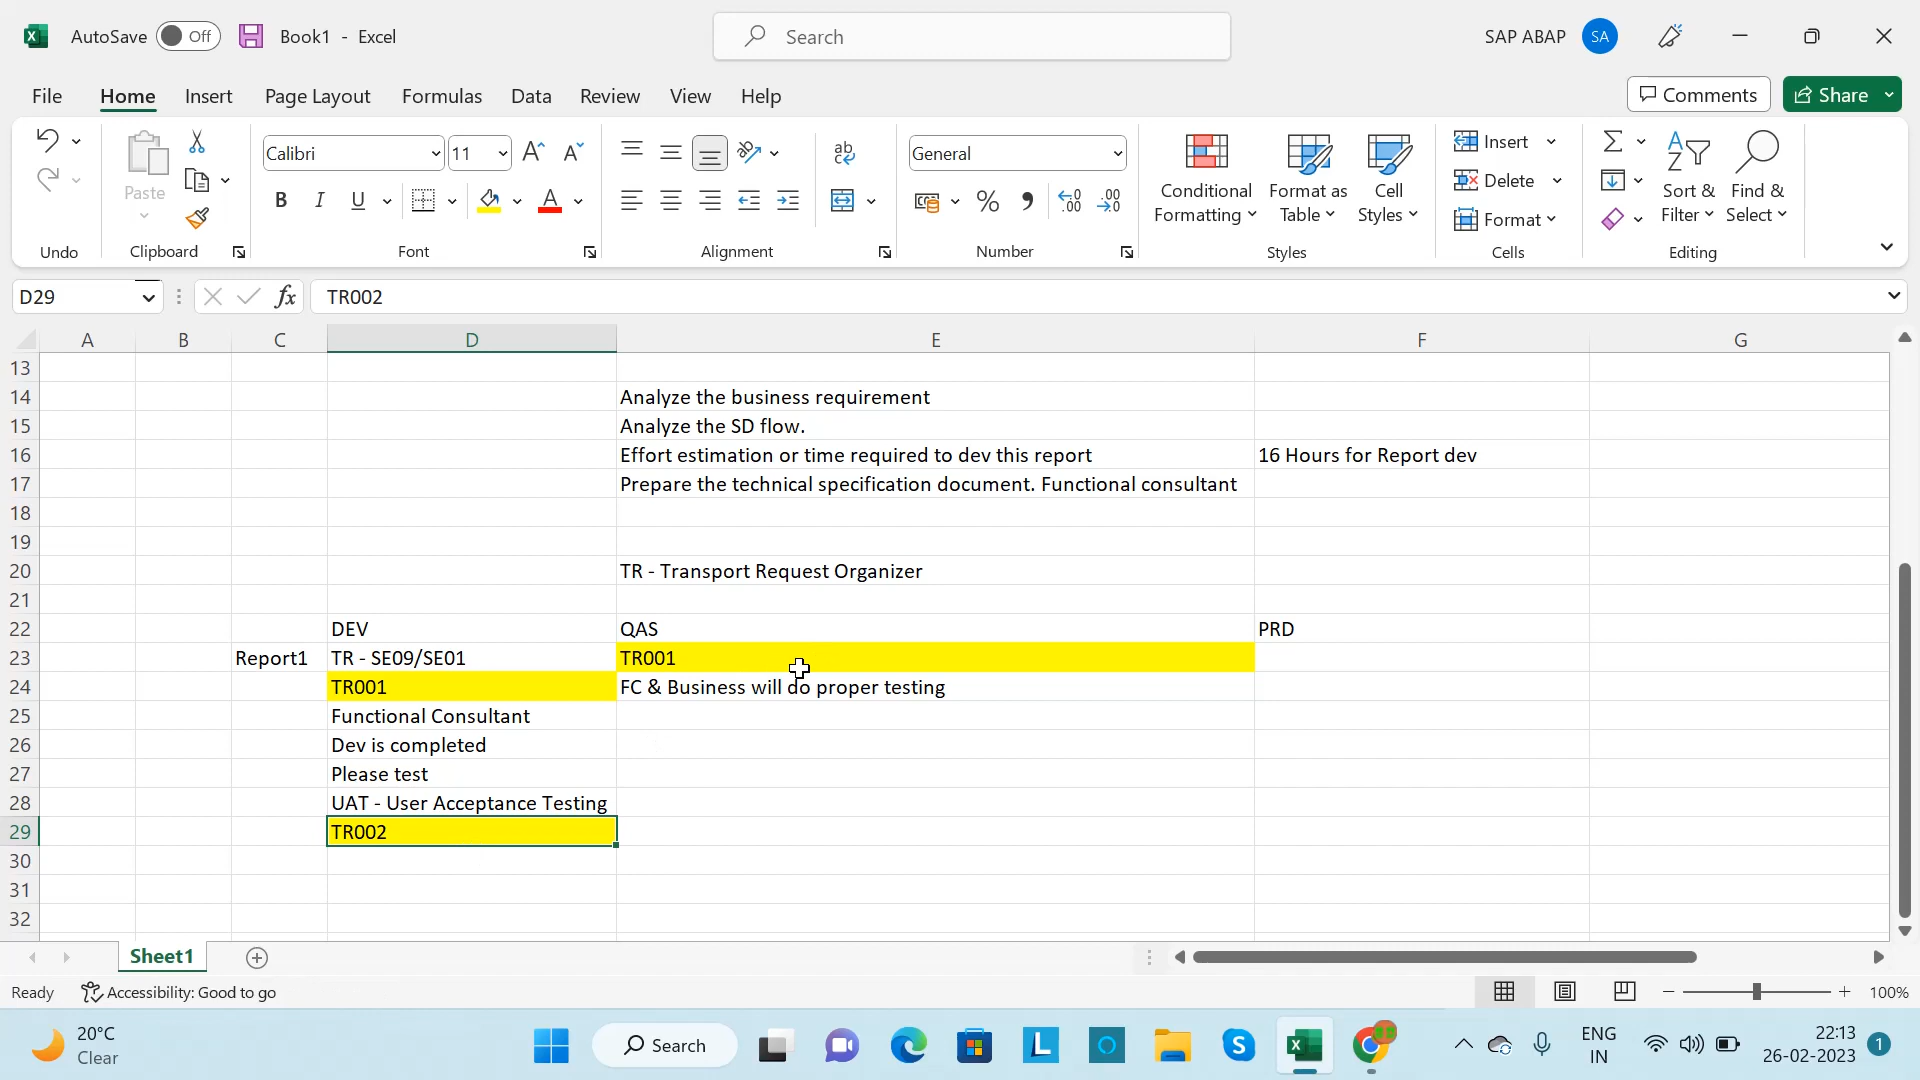 AutoSave Off Book1 - Excel Search SAP ABAP SA
File Home Insert Page Layout Formulas Data Review View Help Comments Share
Paste Calibri 11 General Conditional Formatting Format as Table Cell Styles Insert Delete Format Sort & Filter Find & Select
Undo Clipboard Font Alignment Number Styles Cells Editing
D29 fx TR002
A B C D E F G
13
14 Analyze the business requirement
15 Analyze the SD flow.
16 Effort estimation or time required to dev this report 16 Hours for Report dev
17 Prepare the technical specification document. Functional consultant
18
19
20 TR - Transport Request Organizer
21
22 DEV QAS PRD
23 Report1 TR - SE09/SE01 TR001
24 TR001 FC & Business will do proper testing
25 Functional Consultant
26 Dev is completed
27 Please test
28 UAT - User Acceptance Testing
29 TR002
30
31
32
Sheet1
Ready Accessibility: Good to go 100%
20°C
Clear
Search
ENG
IN
22:13
26-02-2023
1